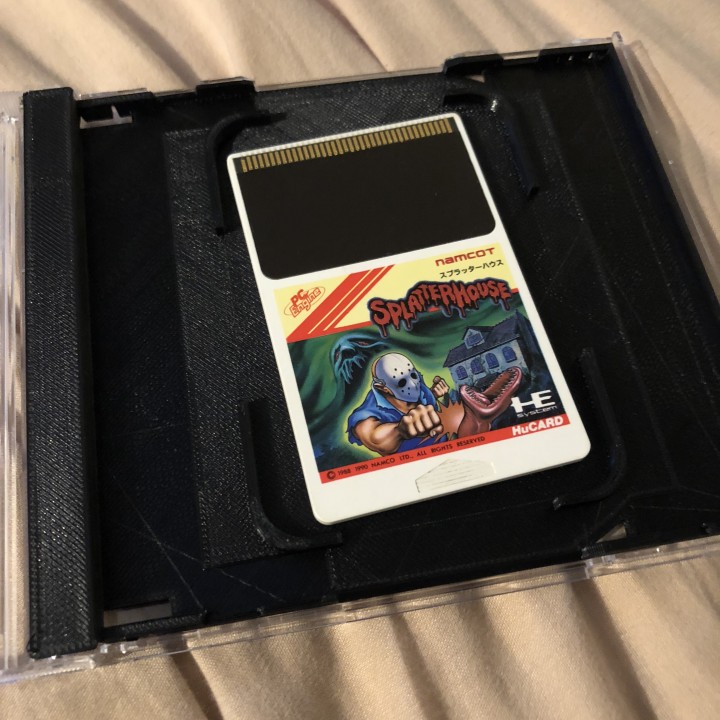 namcoT
スプラッターハウス
PC
Engine
SPLATTERHOUSE
HE
system
HuCARD
© 1988 1990 NAMCO LTD., ALL RIGHTS RESERVED